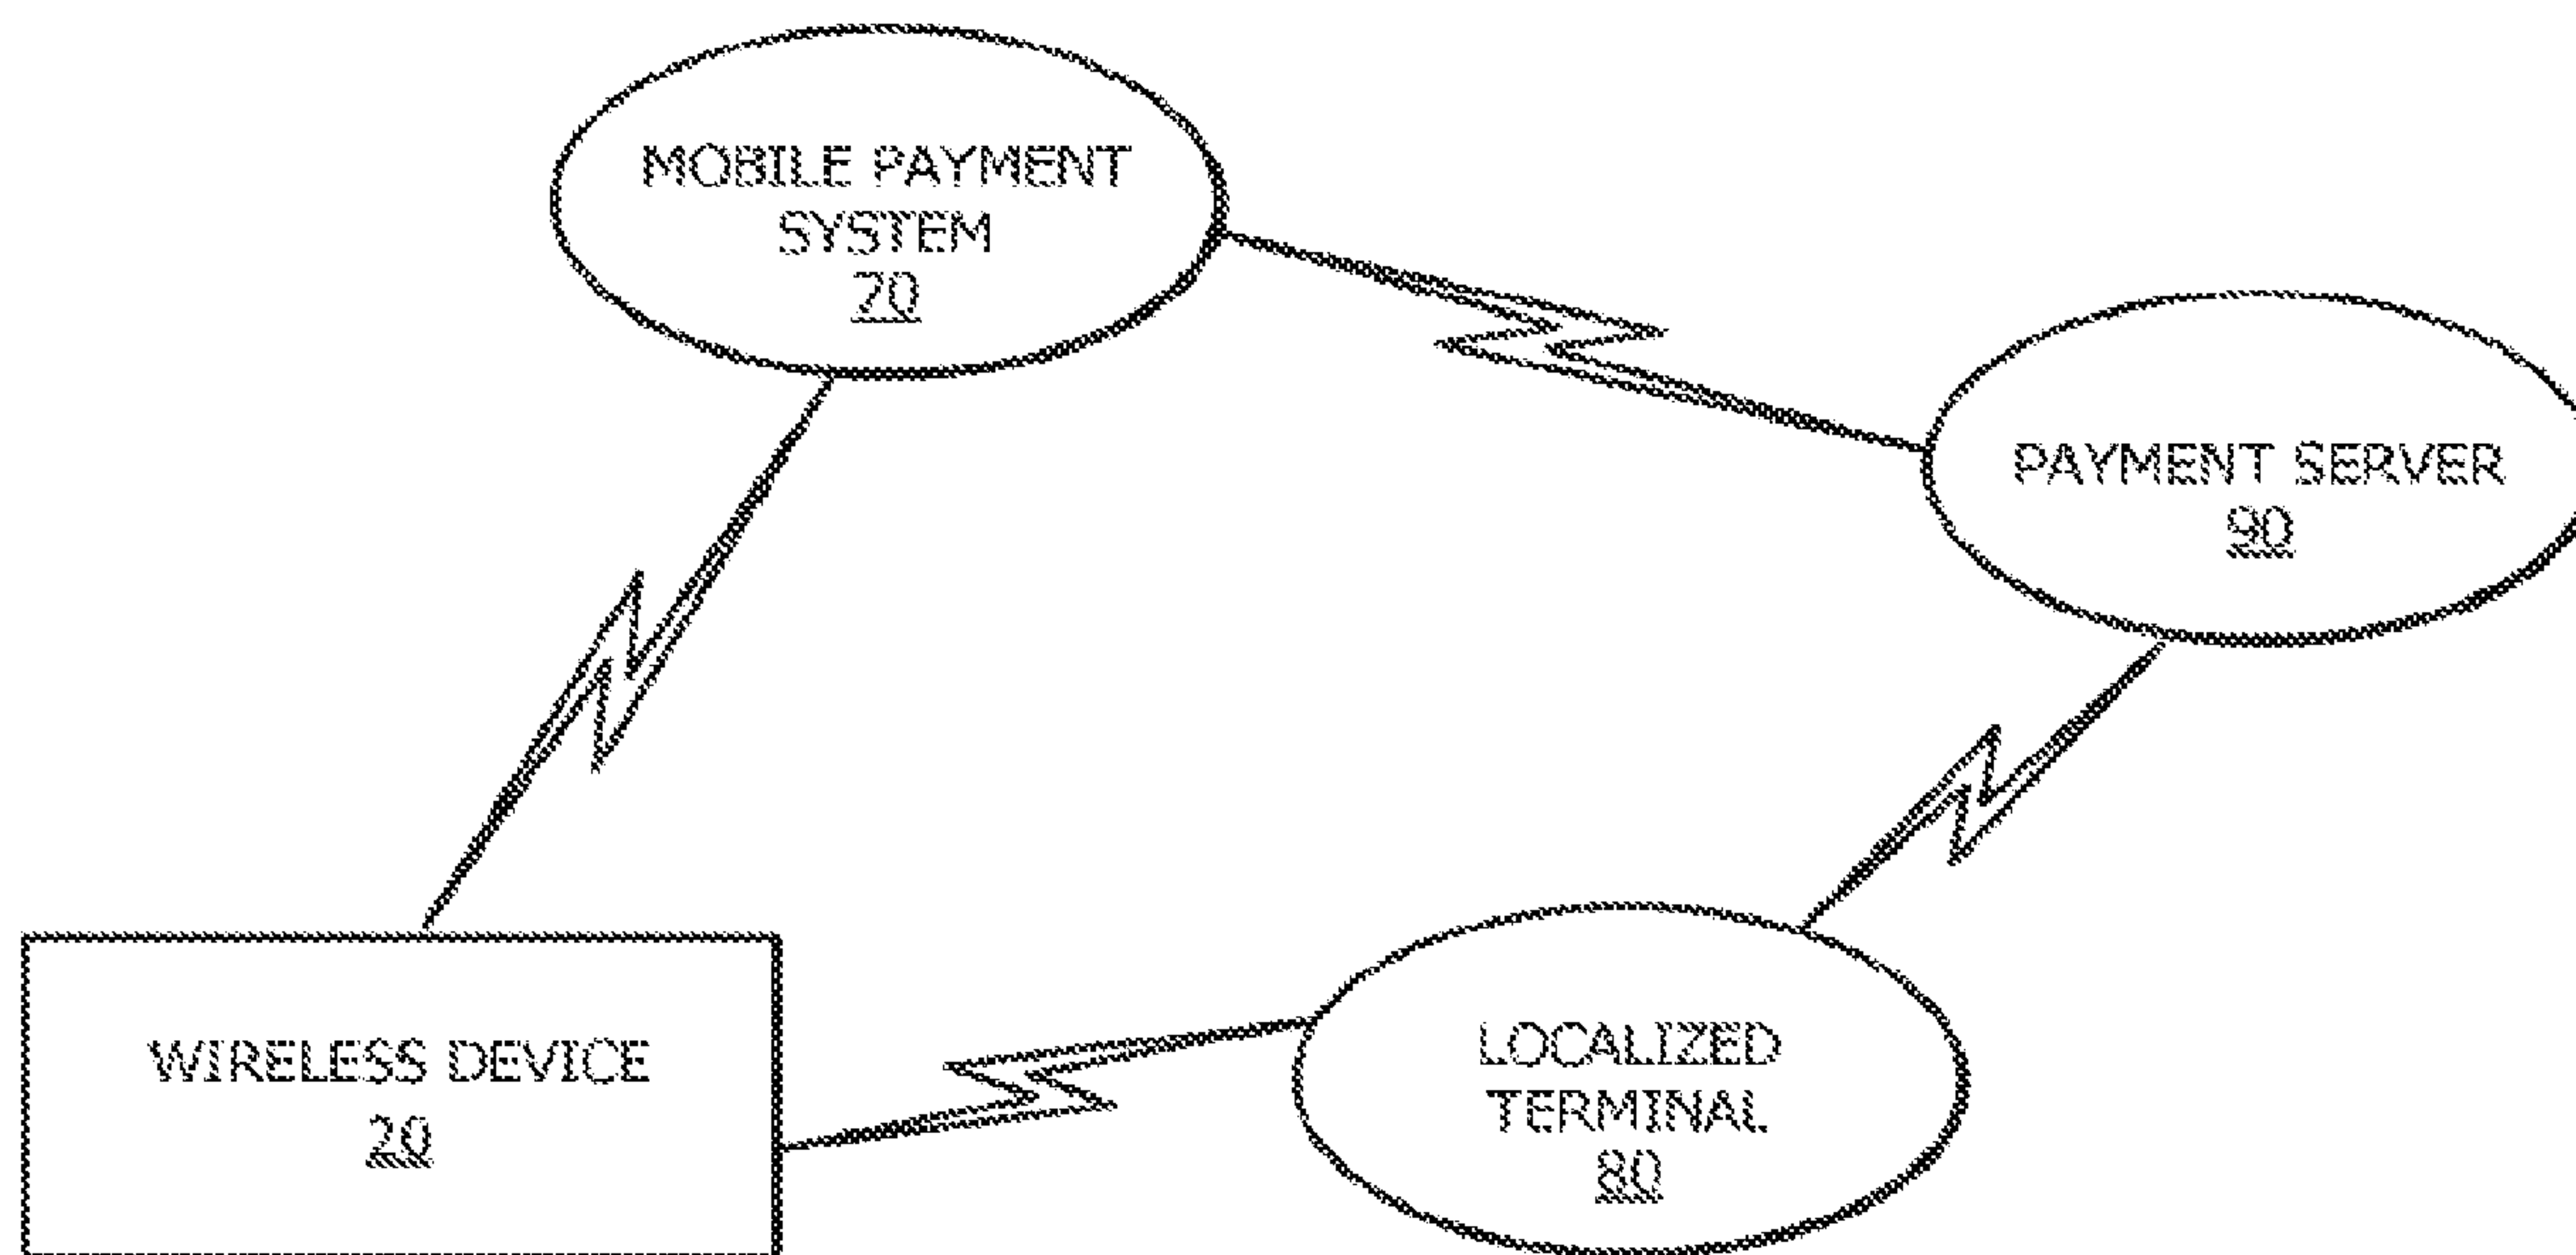 MOBILE PAYMENT
SYSTEM
70
PAYMENT SERVER
90
WIRELESS DEVICE
20
LOCALIZED
TERMINAL
80